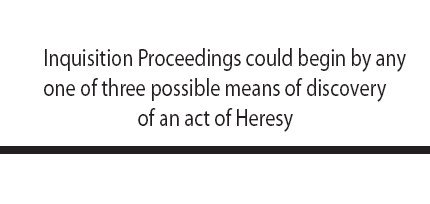 Inquisition Proceedings could begin by any
one of three possible means of discovery
of an act of Heresy